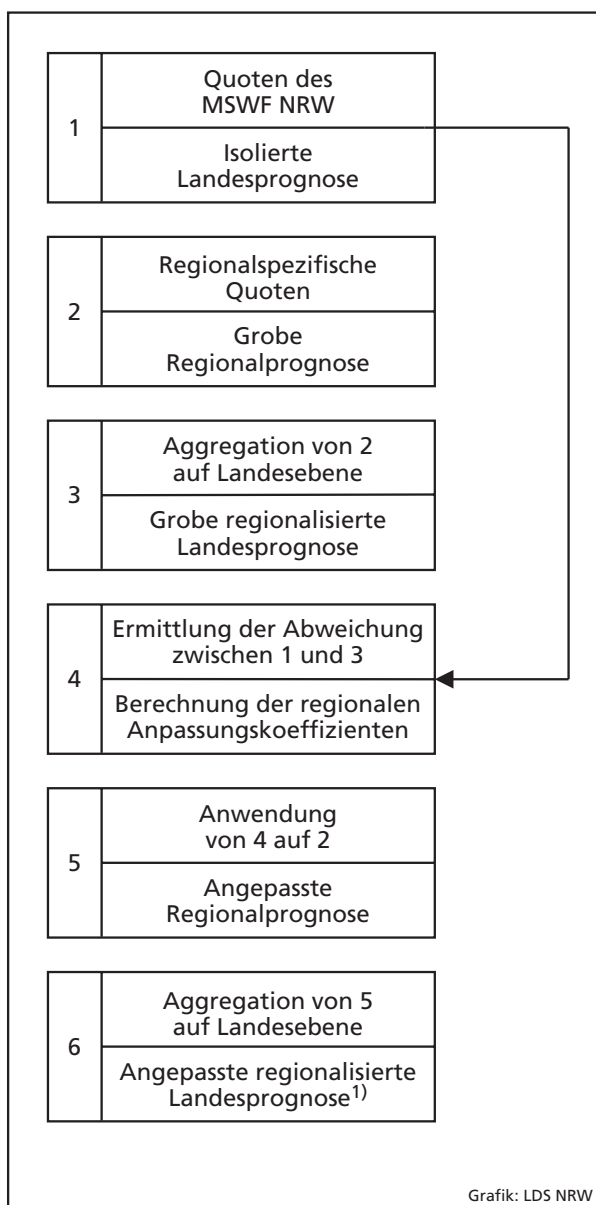 1
Quoten des
MSWF NRW
Isolierte
Landesprognose
2
Regionalspezifische
Quoten
Grobe
Regionalprognose
3
Aggregation von 2
auf Landesebene
Grobe regionalisierte
Landesprognose
4
Ermittlung der Abweichung
zwischen 1 und 3
Berechnung der regionalen
Anpassungskoeffizienten
5
Anwendung
von 4 auf 2
Angepasste
Regionalprognose
6
Aggregation von 5
auf Landesebene
Angepasste regionalisierte
Landesprognose1)
Grafik: LDS NRW